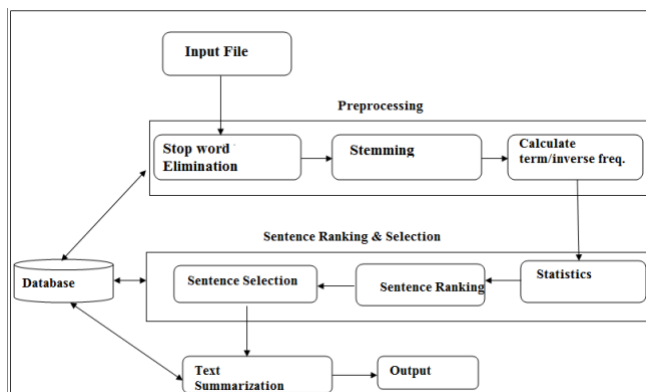 Input File
Preprocessing
Stop word
Elimination
Stemming
Calculate
term/inverse freq.
Sentence Ranking & Selection
Database
Sentence Selection
Sentence Ranking
Statistics
Text
Summarization
Output